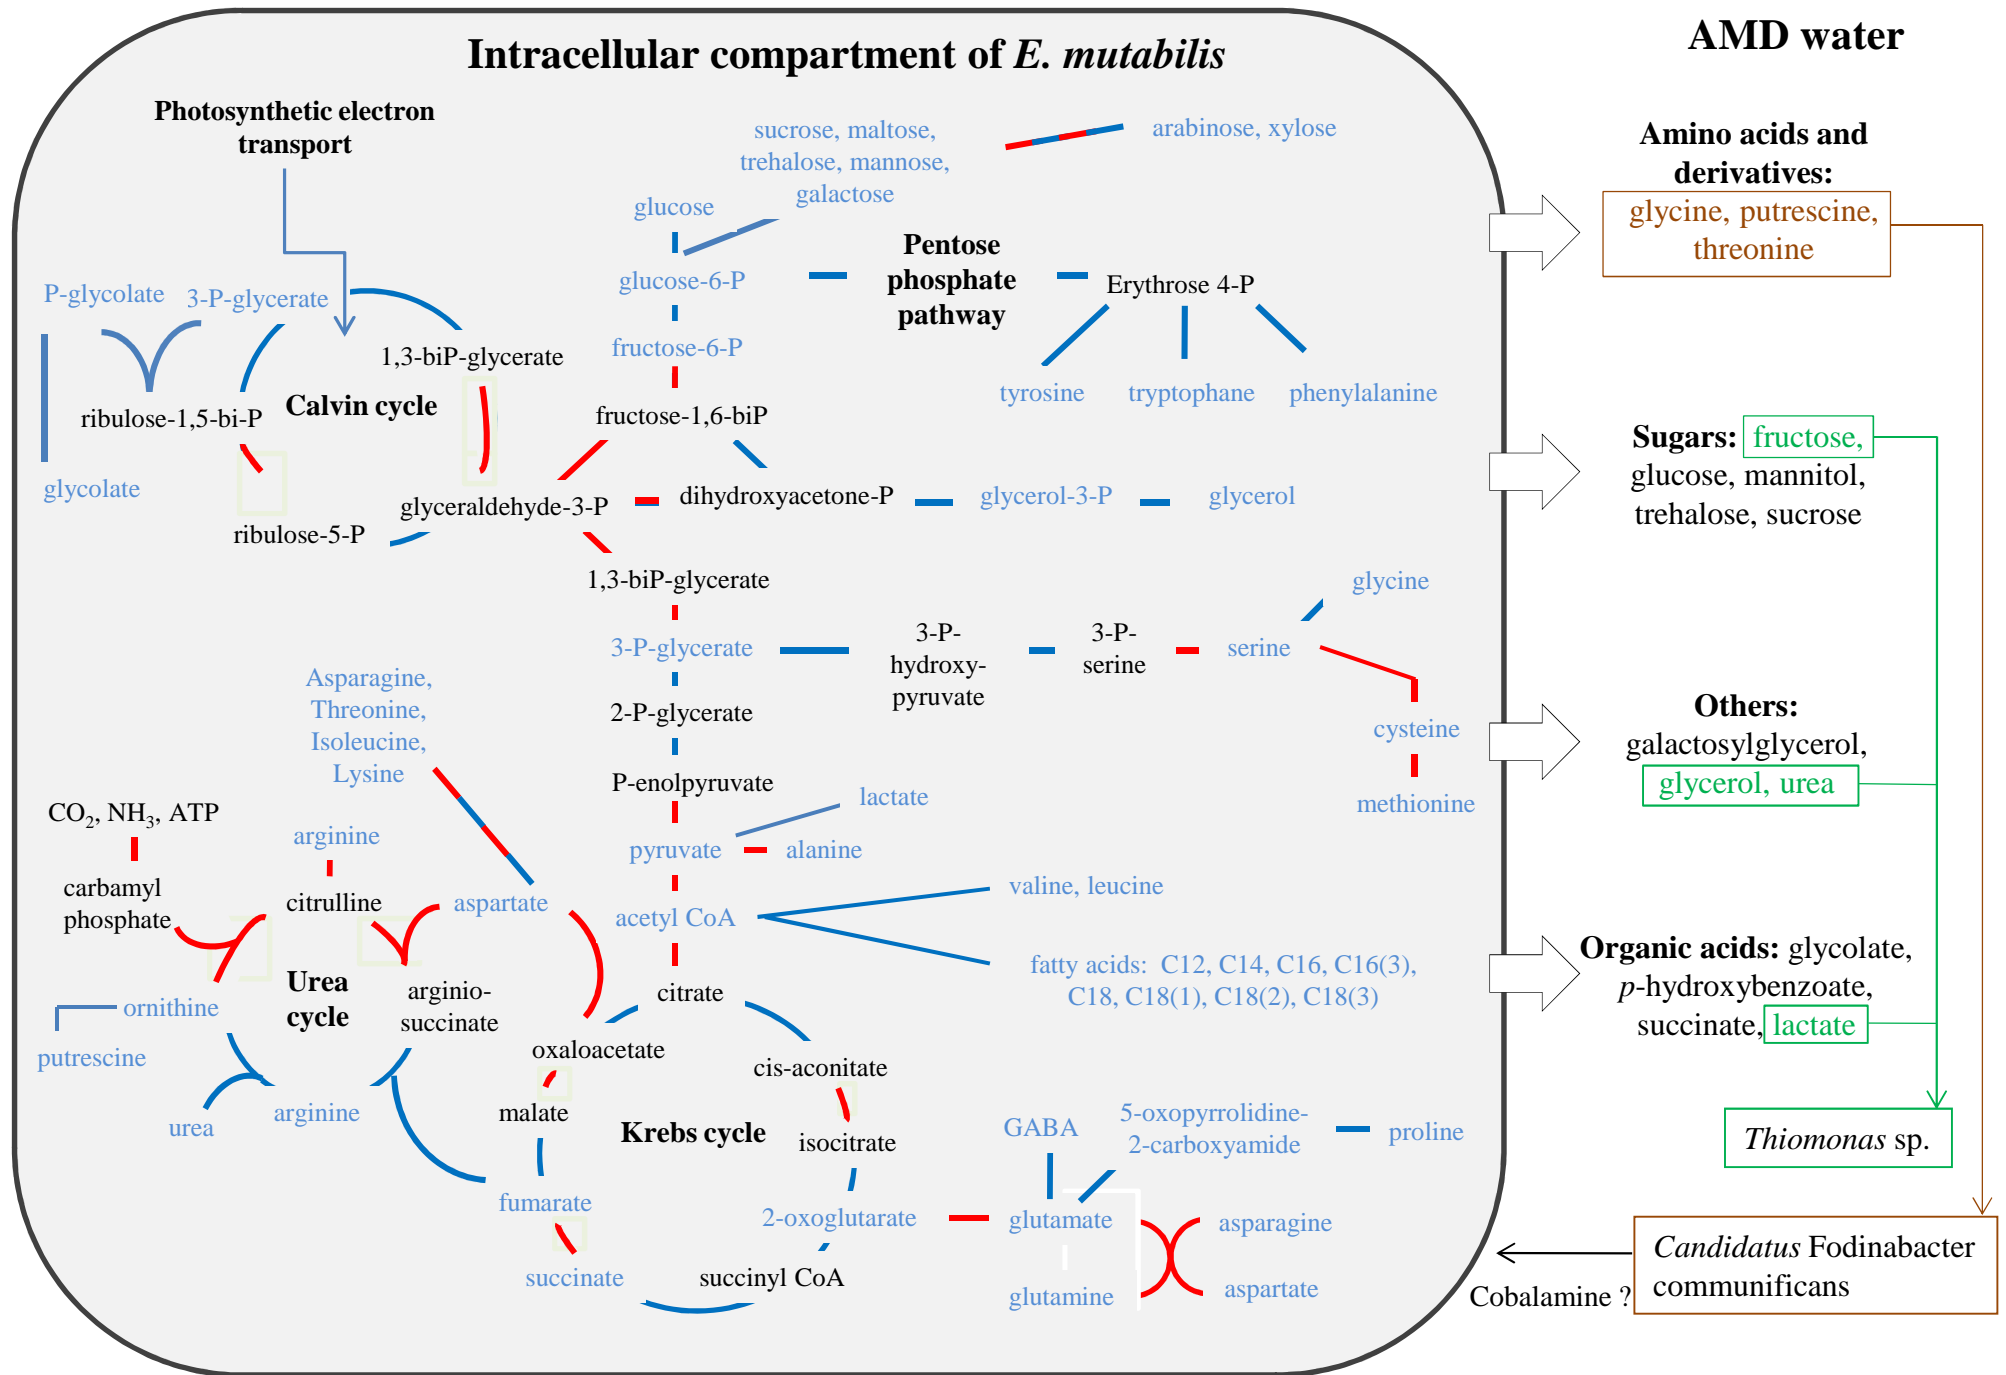 Intracellular compartment of E. mutabilis
AMD water
Photosynthetic electron
transport
sucrose, maltose,
trehalose, mannose,
galactose
arabinose, xylose
glucose
Pentose
phosphate
pathway
glucose-6-P
Erythrose 4-P
P-glycolate
3-P-glycerate
fructose-6-P
1,3-biP-glycerate
tyrosine
tryptophane
phenylalanine
ribulose-1,5-bi-P
Calvin cycle
fructose-1,6-biP
glycolate
glyceraldehyde-3-P
dihydroxyacetone-P
glycerol-3-P
glycerol
ribulose-5-P
1,3-biP-glycerate
glycine
3-P-glycerate
3-P-
hydroxy-
pyruvate
3-P-
serine
serine
Asparagine,
Threonine,
Isoleucine,
Lysine
2-P-glycerate
cysteine
P-enolpyruvate
lactate
methionine
CO2, NH3, ATP
arginine
pyruvate
alanine
carbamyl
phosphate
citrulline
aspartate
acetyl CoA
valine, leucine
fatty acids: C12, C14, C16, C16(3),
C18, C18(1), C18(2), C18(3)
Urea
cycle
arginio-
succinate
citrate
ornithine
putrescine
oxaloacetate
cis-aconitate
urea
arginine
malate
Krebs cycle
isocitrate
GABA
5-oxopyrrolidine-
2-carboxyamide
proline
fumarate
2-oxoglutarate
glutamate
asparagine
succinate
succinyl CoA
glutamine
aspartate
Amino acids and
derivatives:
glycine, putrescine,
threonine
Sugars: fructose,
glucose, mannitol,
trehalose, sucrose
Others:
galactosylglycerol,
glycerol, urea
Organic acids: glycolate,
p-hydroxybenzoate,
succinate, lactate
Thiomonas sp.
Candidatus Fodinabacter
communificans
Cobalamine ?